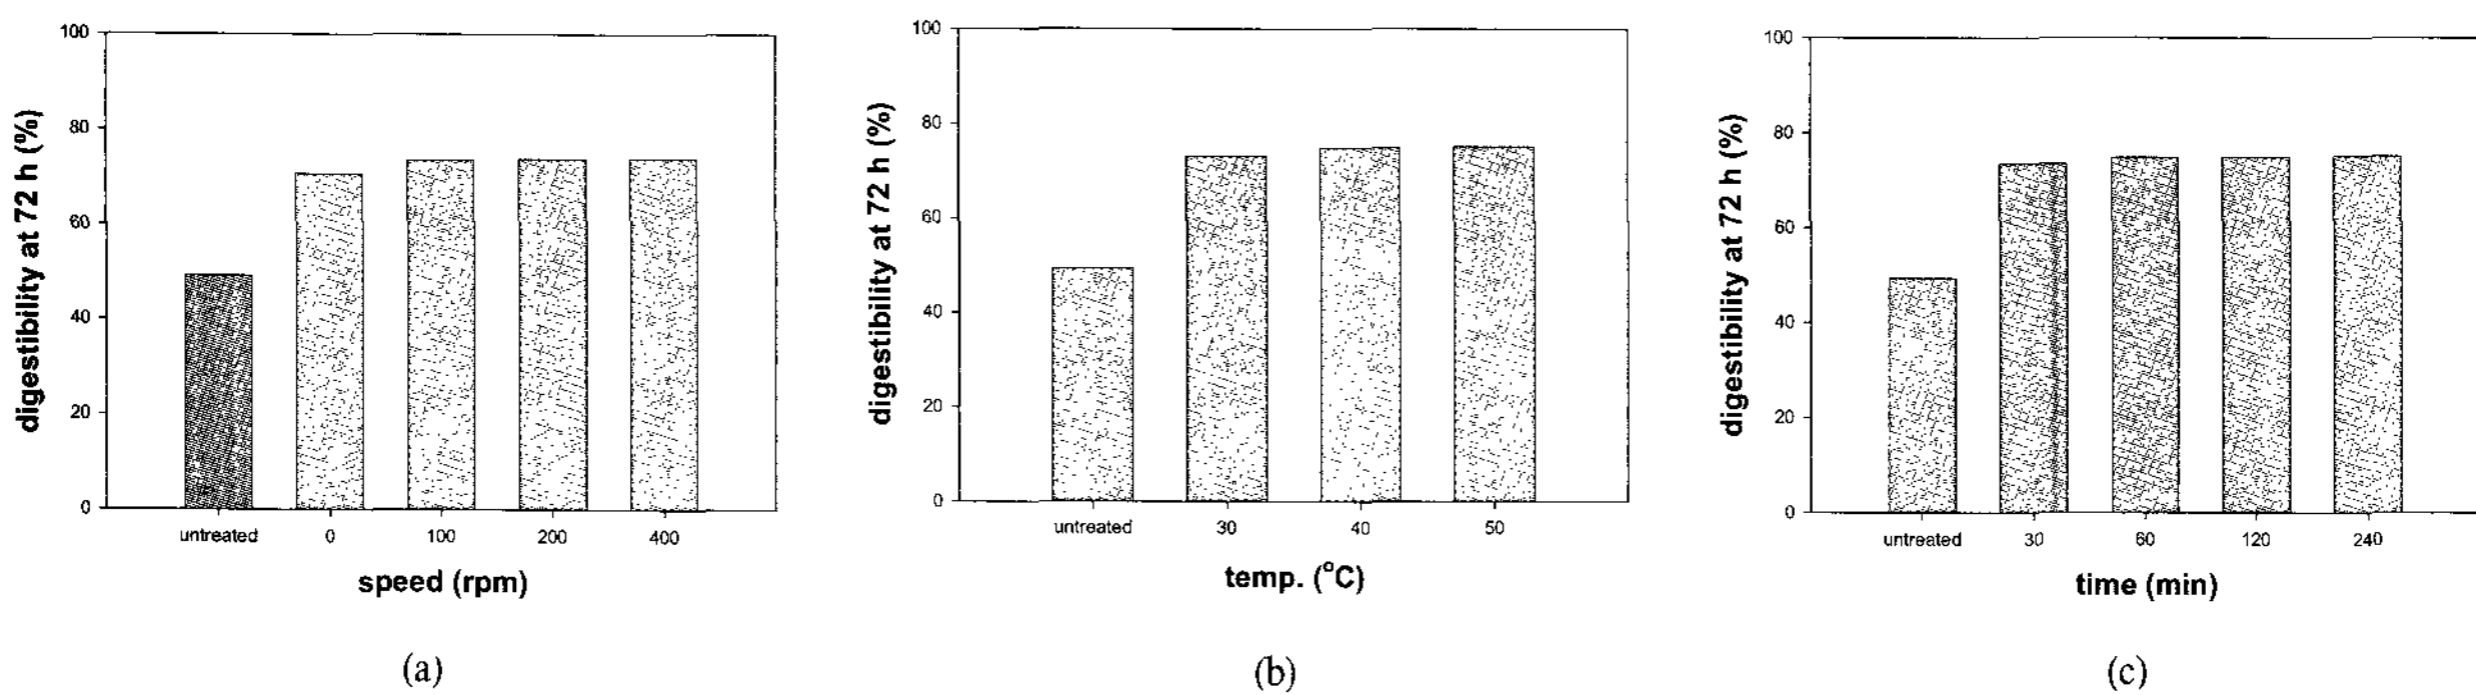 digestibility at 72 h (%)
100
80
60
40
20
0
untreated 0 100 200 400
speed (rpm)
(a)
digestibility at 72 h (%)
100
80
60
40
20
0
untreated 30 40 50
temp. (°C)
(b)
digestibility at 72 h (%)
100
80
60
40
20
0
untreated 30 60 120 240
time (min)
(c)